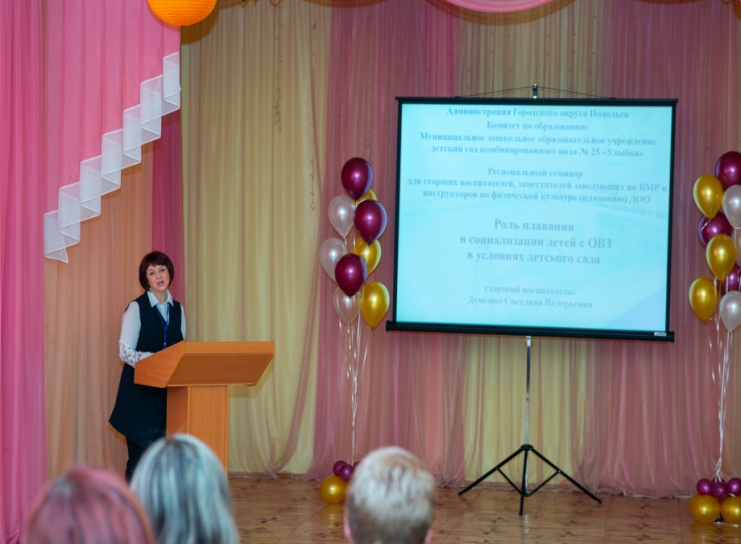 Администрация Городского округа Подольск
Комитет по образованию
Муниципальное дошкольное образовательное учреждение
детский сад комбинированного вида № 25 «Улыбка»
Региональный семинар
для старших воспитателей, заместителей заведующих по ВМР и
инструкторов по физической культуре (плаванию) ДОО
Роль плавания
в социализации детей с ОВЗ
в условиях детского сада
старший воспитатель:
Думенко Светлана Валерьевна